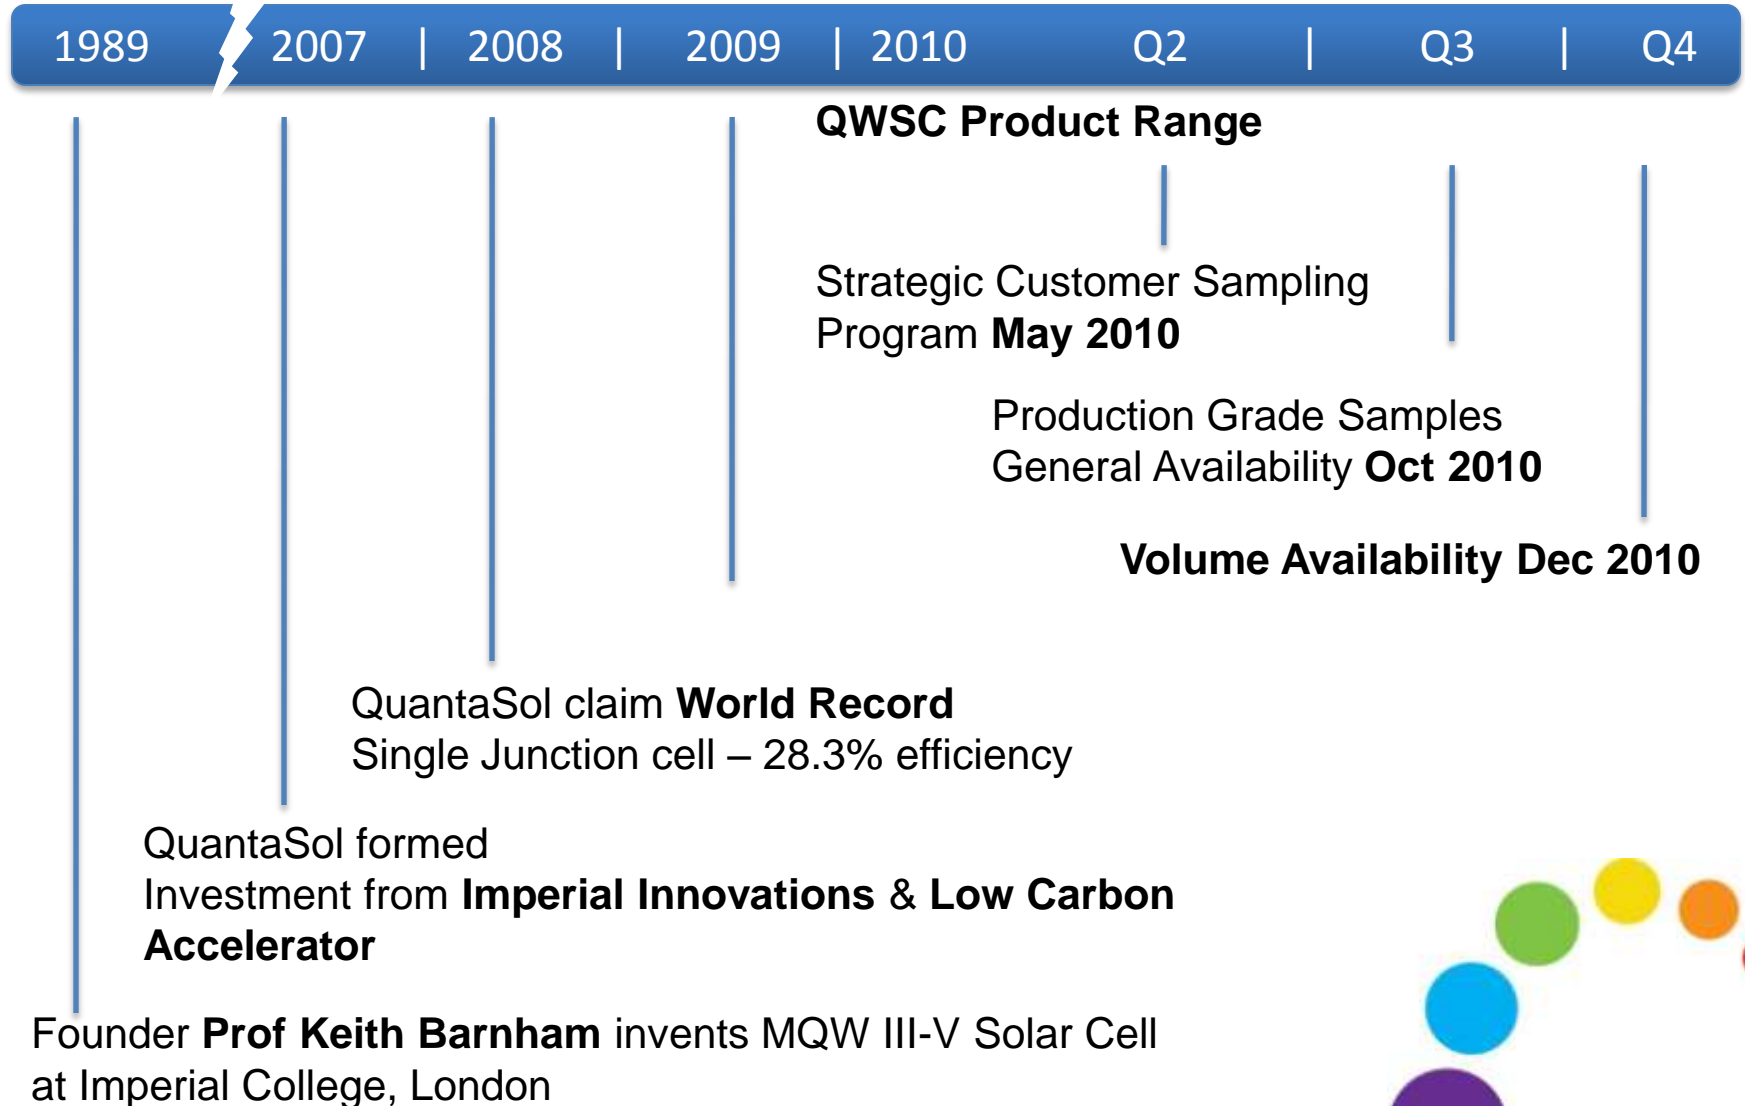 1989 2007 | 2008 | 2009 | 2010 Q2 | Q3 | Q4
QWSC Product Range
Strategic Customer Sampling
Program May 2010
Production Grade Samples
General Availability Oct 2010
Volume Availability Dec 2010
QuantaSol claim World Record
Single Junction cell – 28.3% efficiency
QuantaSol formed
Investment from Imperial Innovations & Low Carbon
Accelerator
Founder Prof Keith Barnham invents MQW III-V Solar Cell
at Imperial College, London